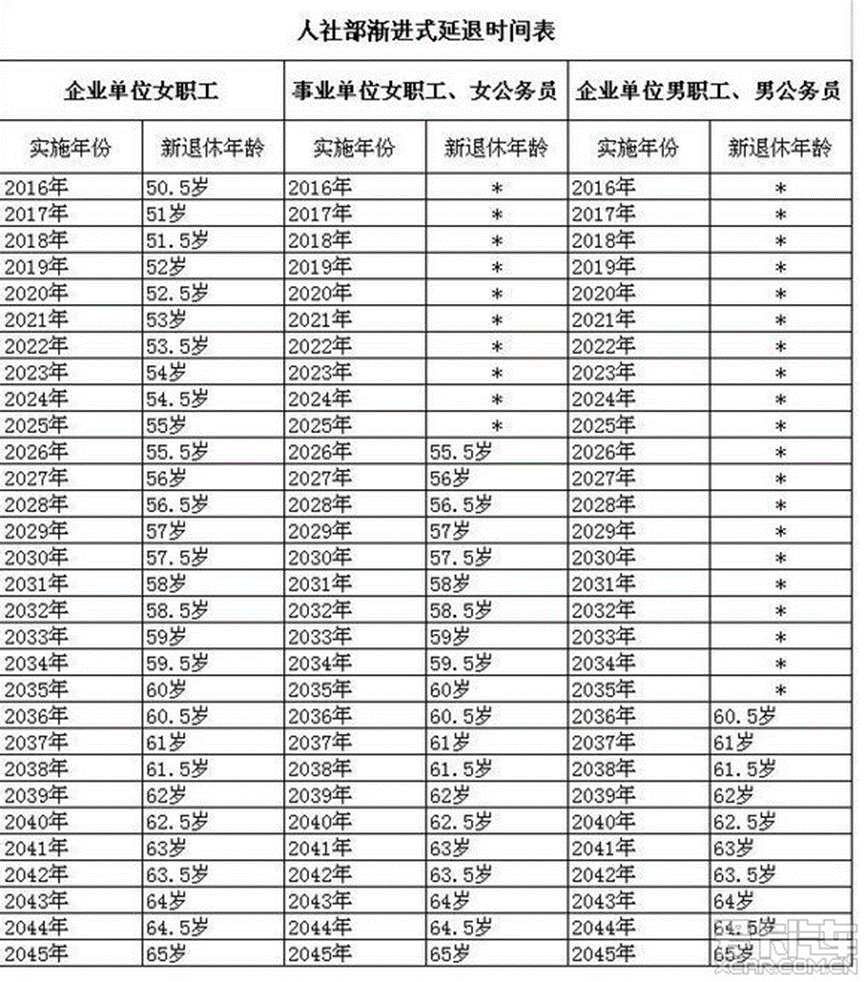 人社部渐进式延退时间表
企业单位女职工 事业单位女职工、女公务员 企业单位男职工、男公务员
实施年份 新退休年龄 实施年份 新退休年龄 实施年份 新退休年龄
2016年 50.5岁 2016年 * 2016年 *
2017年 51岁 2017年 * 2017年 *
2018年 51.5岁 2018年 * 2018年 *
2019年 52岁 2019年 * 2019年 *
2020年 52.5岁 2020年 * 2020年 *
2021年 53岁 2021年 * 2021年 *
2022年 53.5岁 2022年 * 2022年 *
2023年 54岁 2023年 * 2023年 *
2024年 54.5岁 2024年 * 2024年 *
2025年 55岁 2025年 * 2025年 *
2026年 55.5岁 2026年 55.5岁 2026年 *
2027年 56岁 2027年 56岁 2027年 *
2028年 56.5岁 2028年 56.5岁 2028年 *
2029年 57岁 2029年 57岁 2029年 *
2030年 57.5岁 2030年 57.5岁 2030年 *
2031年 58岁 2031年 58岁 2031年 *
2032年 58.5岁 2032年 58.5岁 2032年 *
2033年 59岁 2033年 59岁 2033年 *
2034年 59.5岁 2034年 59.5岁 2034年 *
2035年 60岁 2035年 60岁 2035年 *
2036年 60.5岁 2036年 60.5岁 2036年 60.5岁
2037年 61岁 2037年 61岁 2037年 61岁
2038年 61.5岁 2038年 61.5岁 2038年 61.5岁
2039年 62岁 2039年 62岁 2039年 62岁
2040年 62.5岁 2040年 62.5岁 2040年 62.5岁
2041年 63岁 2041年 63岁 2041年 63岁
2042年 63.5岁 2042年 63.5岁 2042年 63.5岁
2043年 64岁 2043年 64岁 2043年 64岁
2044年 64.5岁 2044年 64.5岁 2044年 64.5岁
2045年 65岁 2045年 65岁 2045年 65岁
爱卡汽车
XCAR.COM.CN